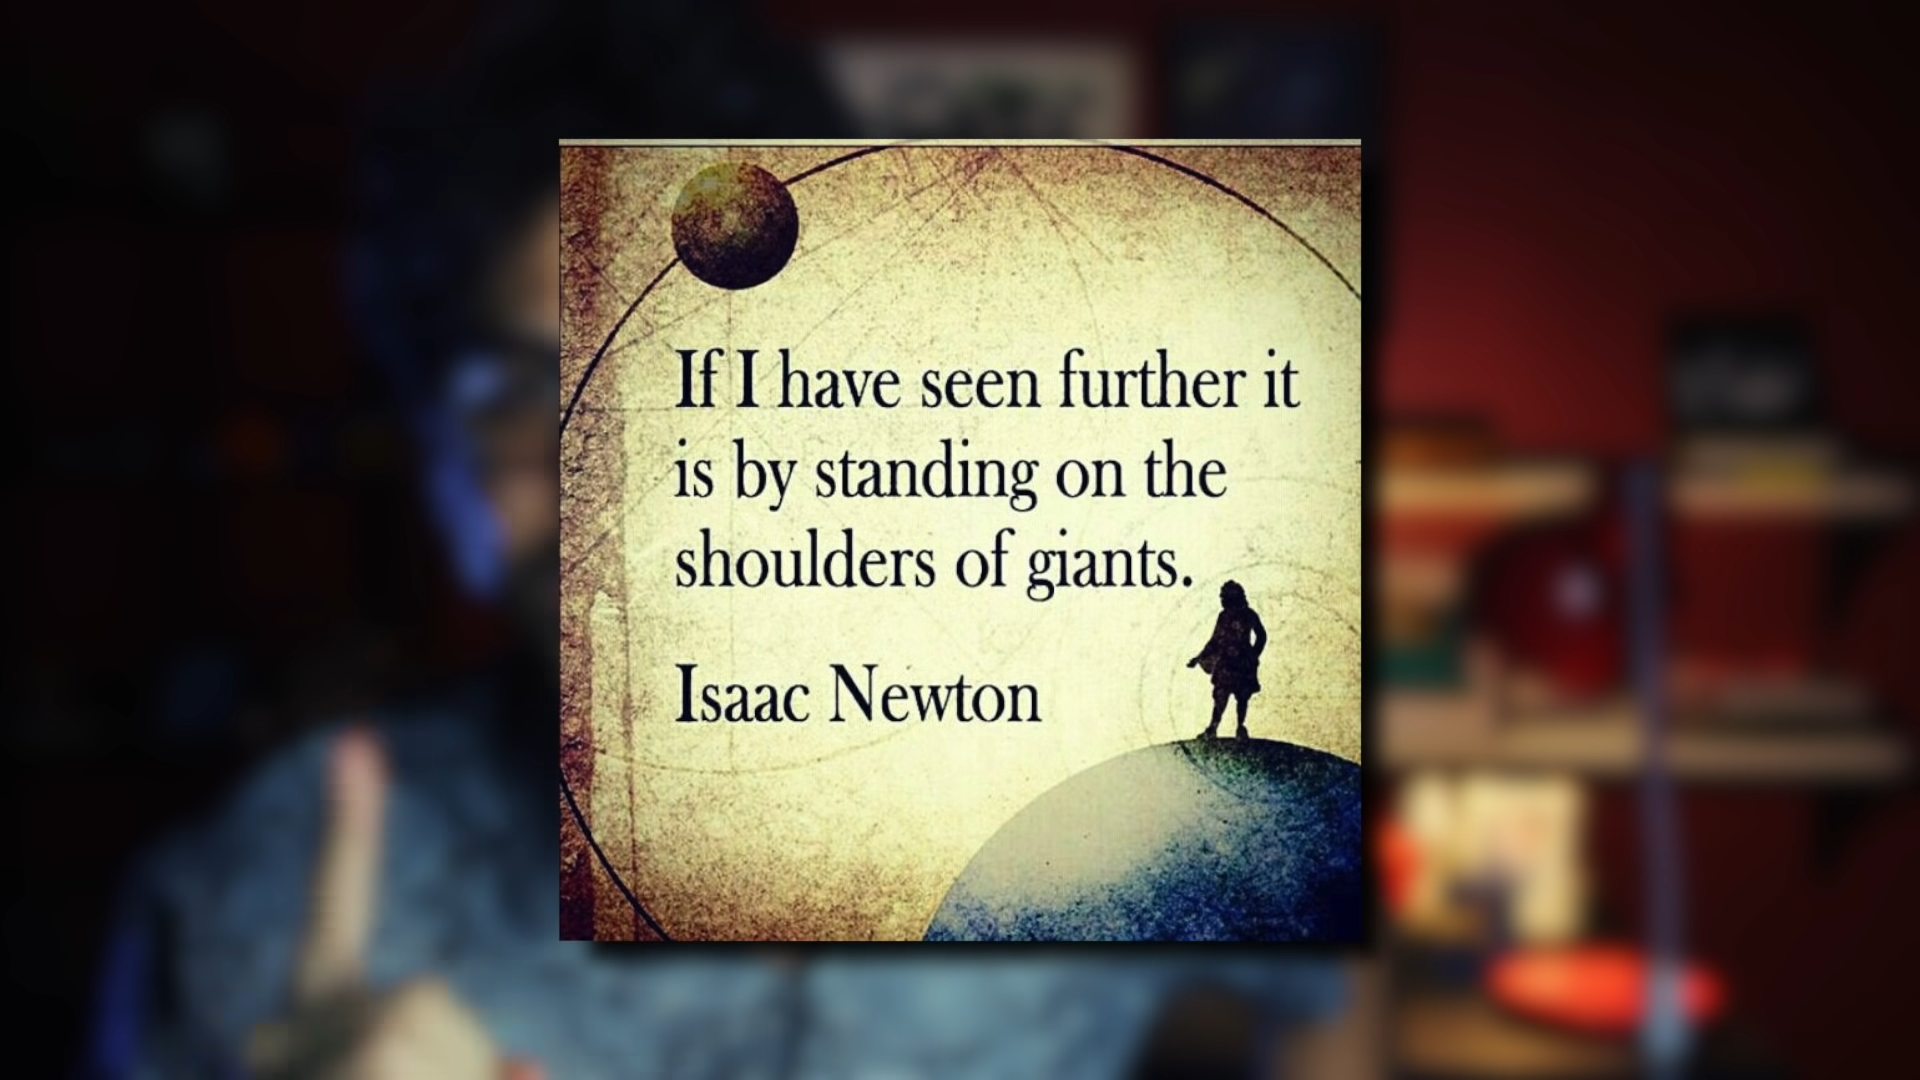 If I have seen further it
is by standing on the
shoulders of giants.
Isaac Newton